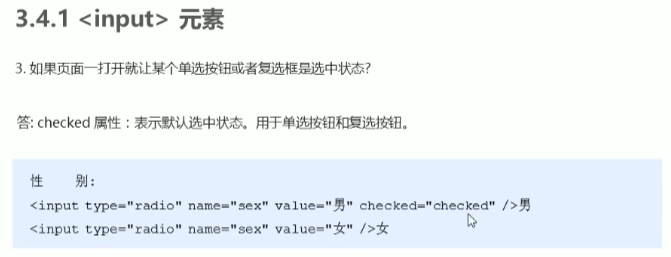 3.4.1 <input> 元素
3. 如果页面一打开就让某个单选按钮或者复选框是选中状态?
答: checked 属性：表示默认选中状态。用于单选按钮和复选按钮。
性    别:
<input type="radio" name="sex" value="男" checked="checked" />男
<input type="radio" name="sex" value="女" />女